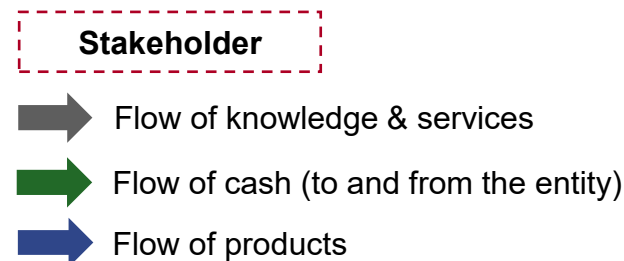 Stakeholder
Flow of knowledge & services
Flow of cash (to and from the entity)
Flow of products